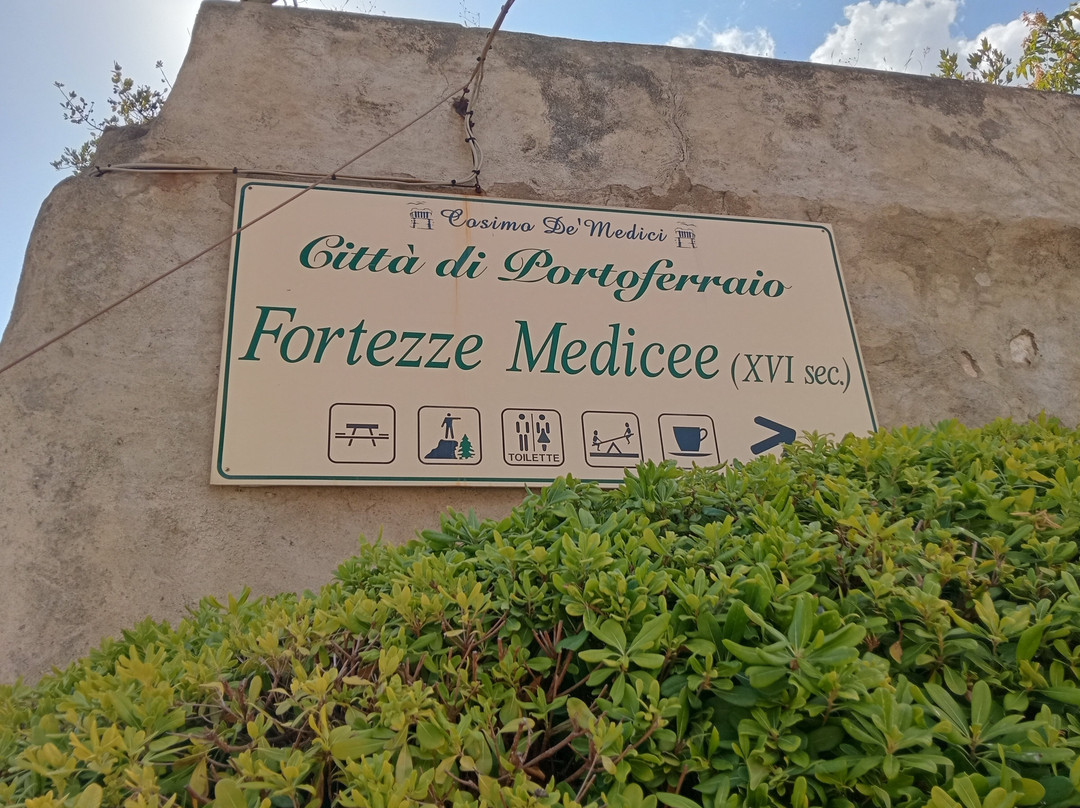 Cosimo De' Medici
Città di Portoferraio
Fortezze Medicee (XVI sec.)
TOILETTE